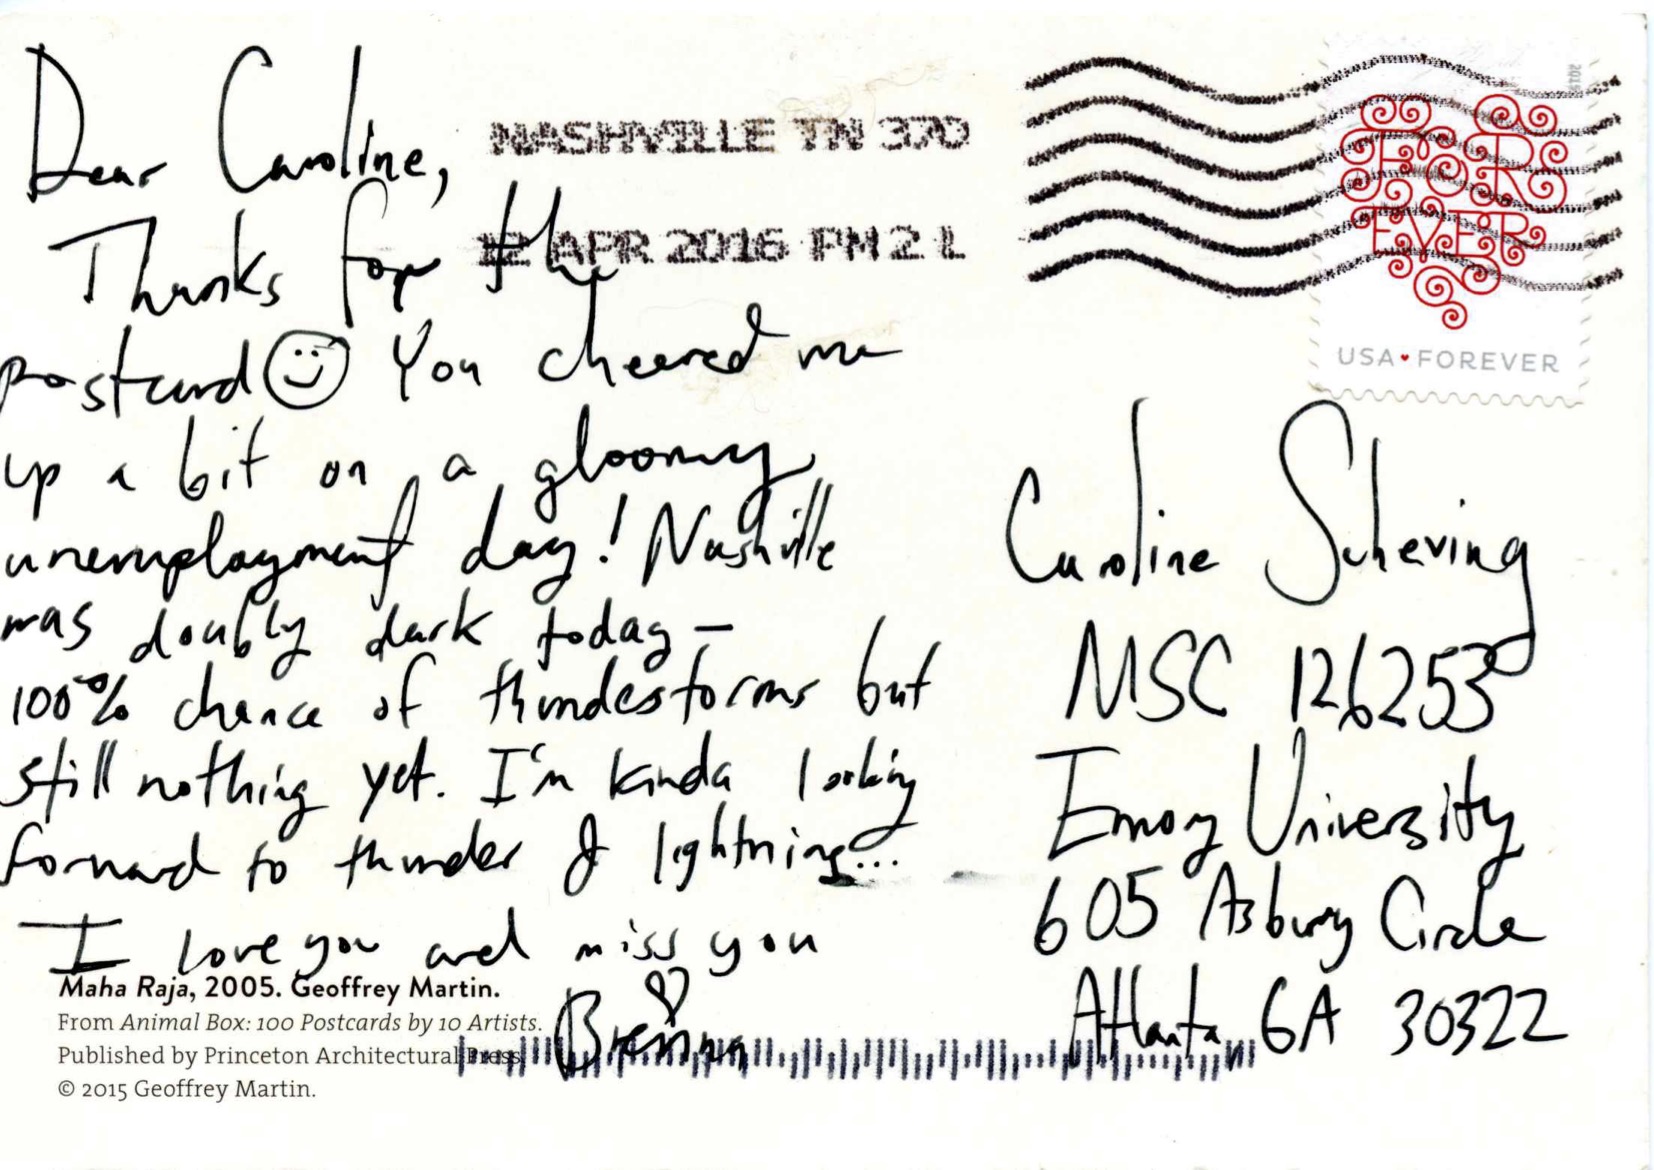 Dear Caroline,
Thanks for the
postcard You cheered me
up a bit on a gloomy
unemployment day! Nashville
was doubly dark today –
100% chance of thunderstorms but
still nothing yet. I'm kinda looking
forward to thunder & lightning...
I love you and miss you
♡
Brenna
Maha Raja, 2005. Geoffrey Martin.
From Animal Box: 100 Postcards by 10 Artists.
Published by Princeton Architectural Press.
© 2015 Geoffrey Martin.
NASHVILLE TN 370
12 APR 2016 PM 2 L
FOR
EVER
USA FOREVER
2016
Caroline Scheving
MSC 126253
Emory University
605 Asbury Circle
Atlanta, GA 30322